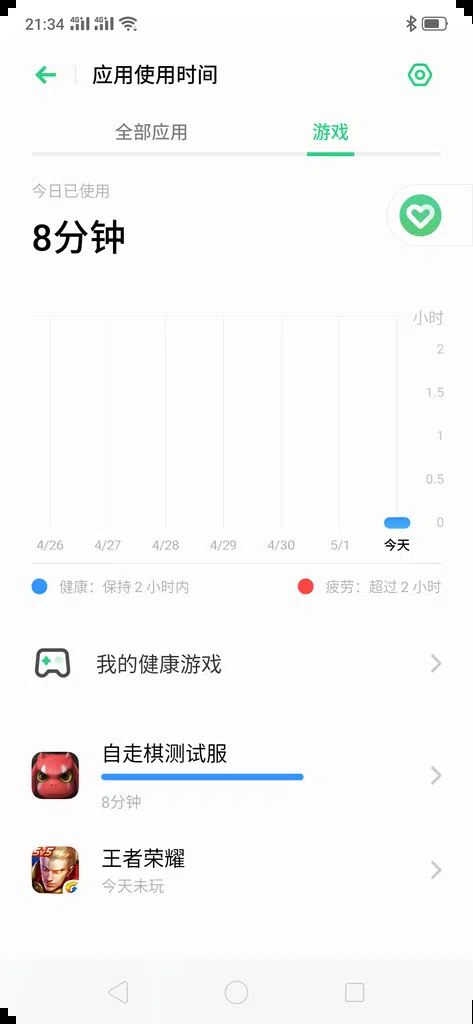 21:34
应用使用时间
全部应用 游戏
今日已使用
8分钟
小时
2
1.5
1
0.5
0
4/26 4/27 4/28 4/29 4/30 5/1 今天
健康：保持 2 小时内 疲劳：超过 2 小时
我的健康游戏
自走棋测试服
8分钟
王者荣耀
今天未玩